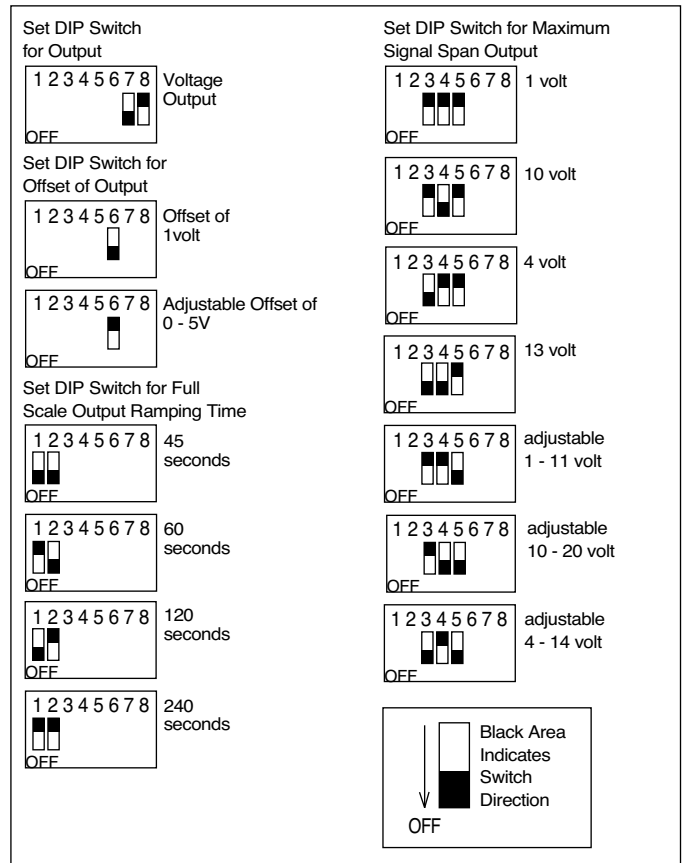 Set DIP Switch
for Output
1 2 3 4 5 6 7 8
Voltage
Output
OFF
Set DIP Switch for
Offset of Output
1 2 3 4 5 6 7 8
Offset of
1volt
OFF
1 2 3 4 5 6 7 8
Adjustable Offset of
0 - 5V
OFF
Set DIP Switch for Full
Scale Output Ramping Time
1 2 3 4 5 6 7 8
45
seconds
OFF
1 2 3 4 5 6 7 8
60
seconds
OFF
1 2 3 4 5 6 7 8
120
seconds
OFF
1 2 3 4 5 6 7 8
240
seconds
OFF
Set DIP Switch for Maximum
Signal Span Output
1 2 3 4 5 6 7 8
1 volt
OFF
1 2 3 4 5 6 7 8
10 volt
OFF
1 2 3 4 5 6 7 8
4 volt
OFF
1 2 3 4 5 6 7 8
13 volt
OFF
1 2 3 4 5 6 7 8
adjustable
1 - 11 volt
OFF
1 2 3 4 5 6 7 8
adjustable
10 - 20 volt
OFF
1 2 3 4 5 6 7 8
adjustable
4 - 14 volt
OFF
Black Area
Indicates
Switch
Direction
OFF